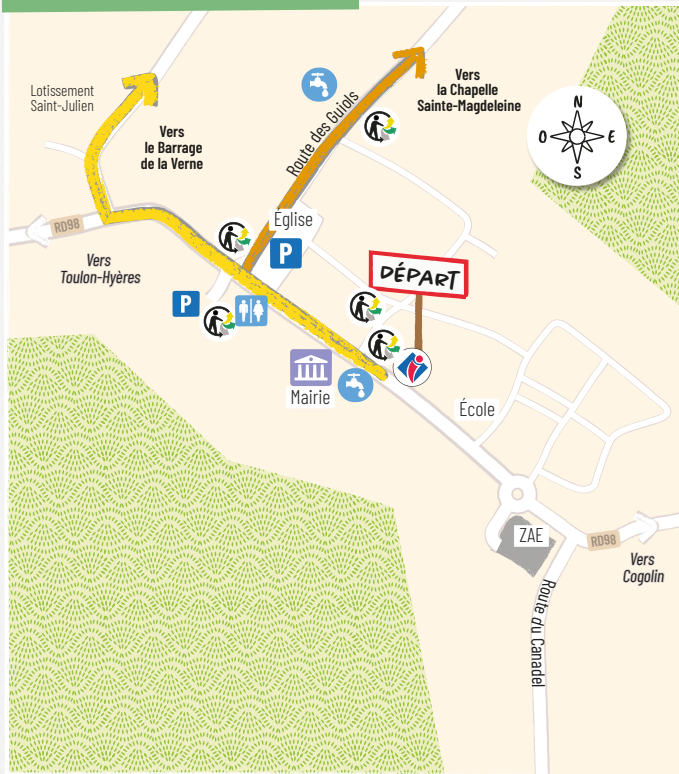 Lotissement
Saint-Julien
Vers
le Barrage
de la Verne
Route des Guiols
Vers
la Chapelle
Sainte-Magdeleine
N
O
E
S
RD98
Vers
Toulon-Hyères
Église
P
P
DÉPART
Mairie
École
ZAE
RD98
Vers
Cogolin
Route du Canadel